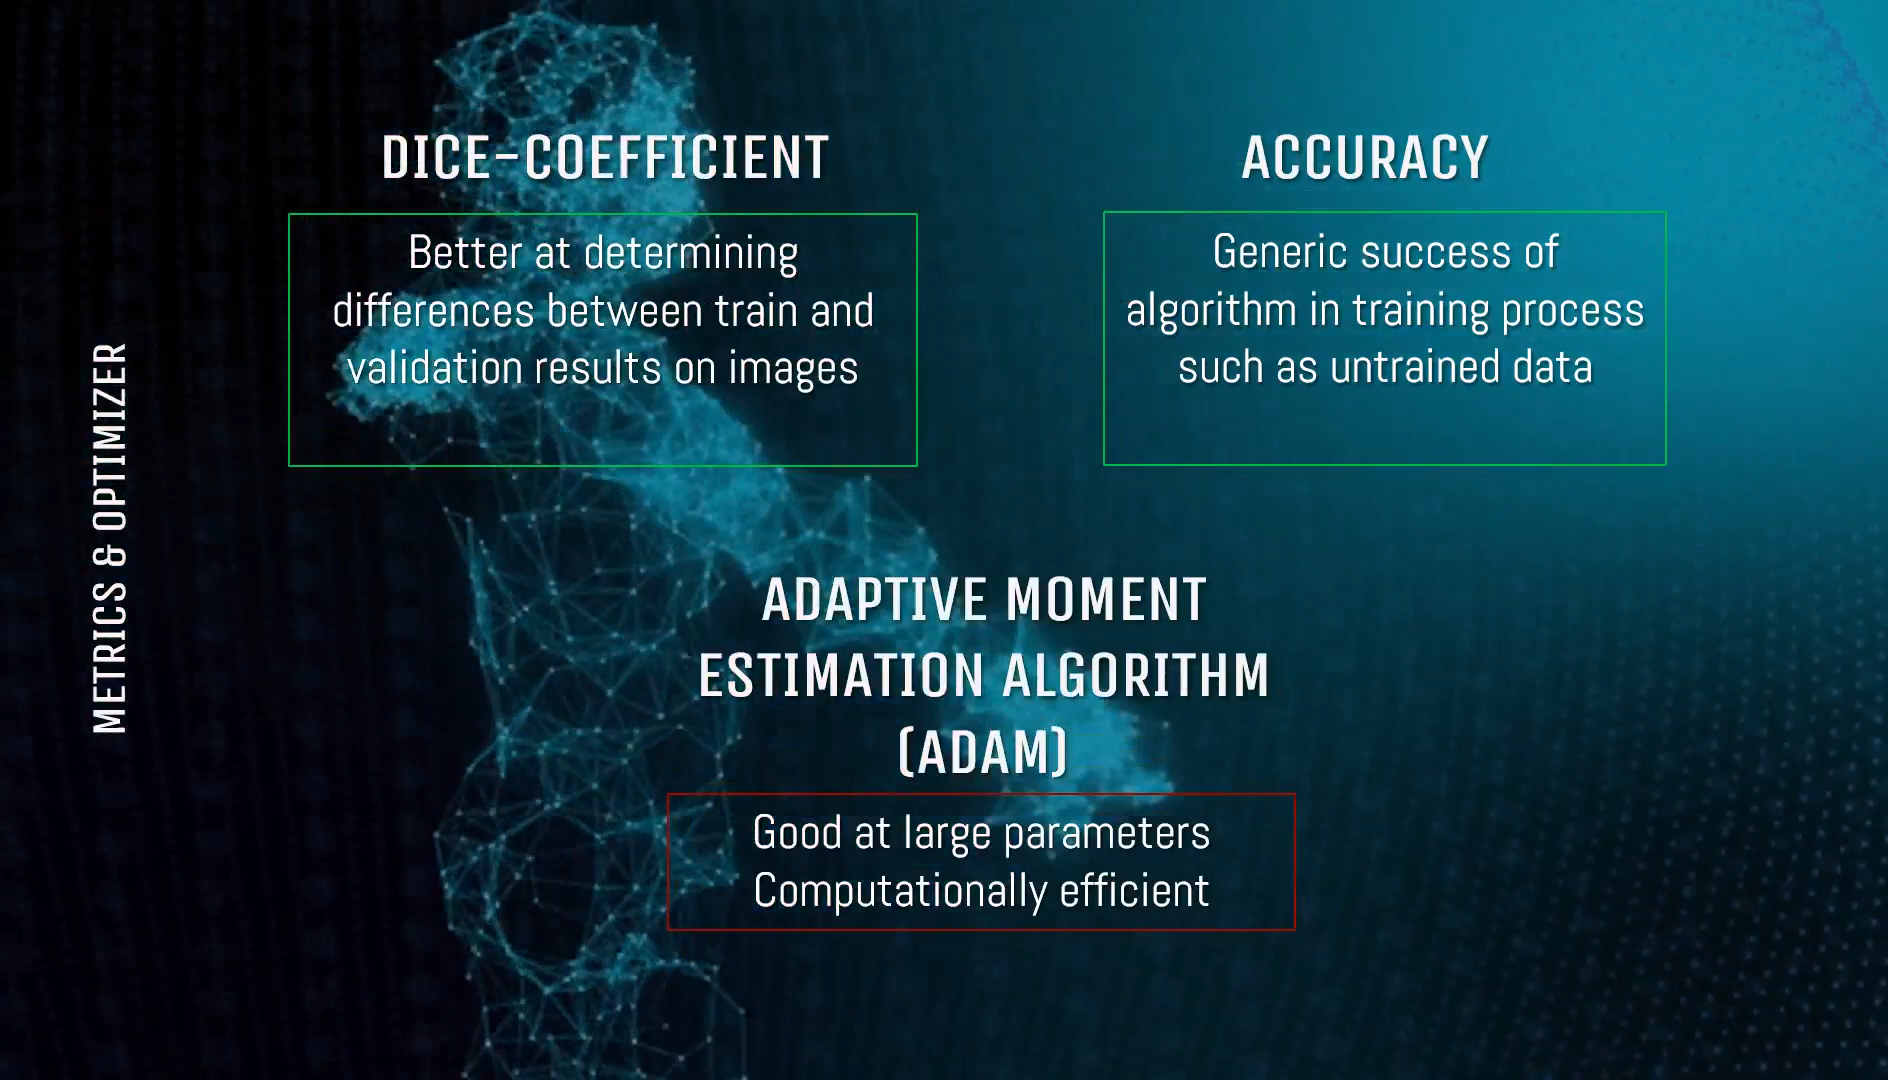 METRICS & OPTIMIZER
DICE-COEFFICIENT
Better at determining
differences between train and
validation results on images
ACCURACY
Generic success of
algorithm in training process
such as untrained data
ADAPTIVE MOMENT
ESTIMATION ALGORITHM
(ADAM)
Good at large parameters
Computationally efficient